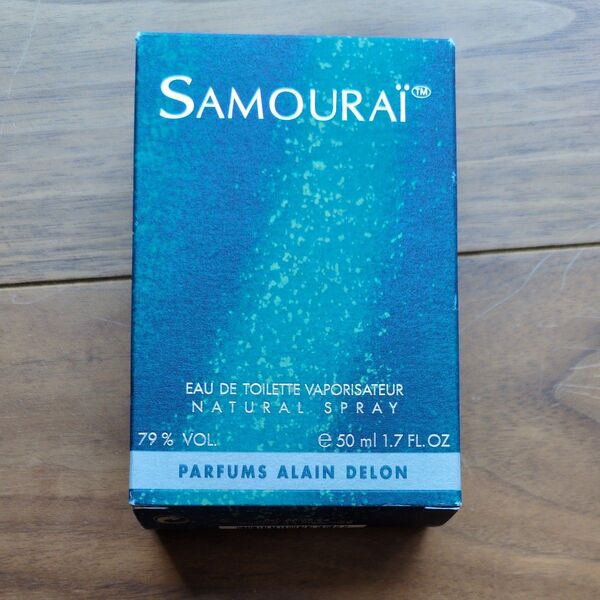 SAMOURAÏ™
EAU DE TOILETTE VAPORISATEUR
NATURAL SPRAY
79% VOL. ℮ 50 ml 1.7 FL.OZ
PARFUMS ALAIN DELON